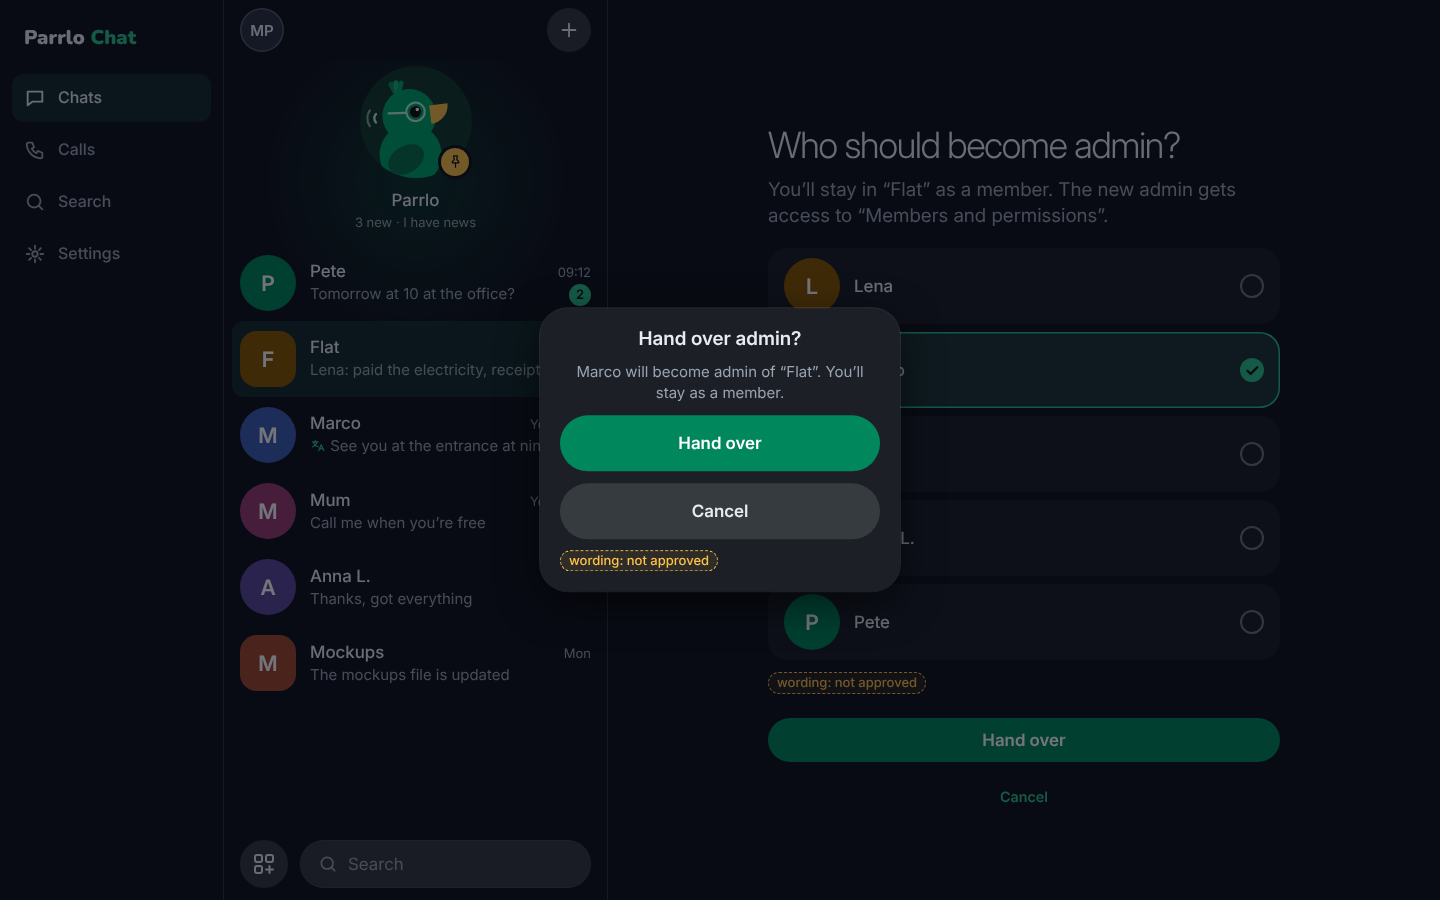 Parrlo Chat
Chats
Calls
Search
Settings
MP
Parrlo
3 new · I have news
P
Pete
09:12
Tomorrow at 10 at the office?
2
F
Flat
Lena: paid the electricity, receipt
M
Marco
See you at the entrance at nin
M
Mum
Call me when you’re free
A
Anna L.
Thanks, got everything
M
Mockups
Mon
The mockups file is updated
Search
Who should become admin?
You’ll stay in “Flat” as a member. The new admin gets
access to “Members and permissions”.
L
Lena
L.
P
Pete
wording: not approved
Hand over
Cancel
Hand over admin?
Marco will become admin of “Flat”. You’ll
stay as a member.
Hand over
Cancel
wording: not approved